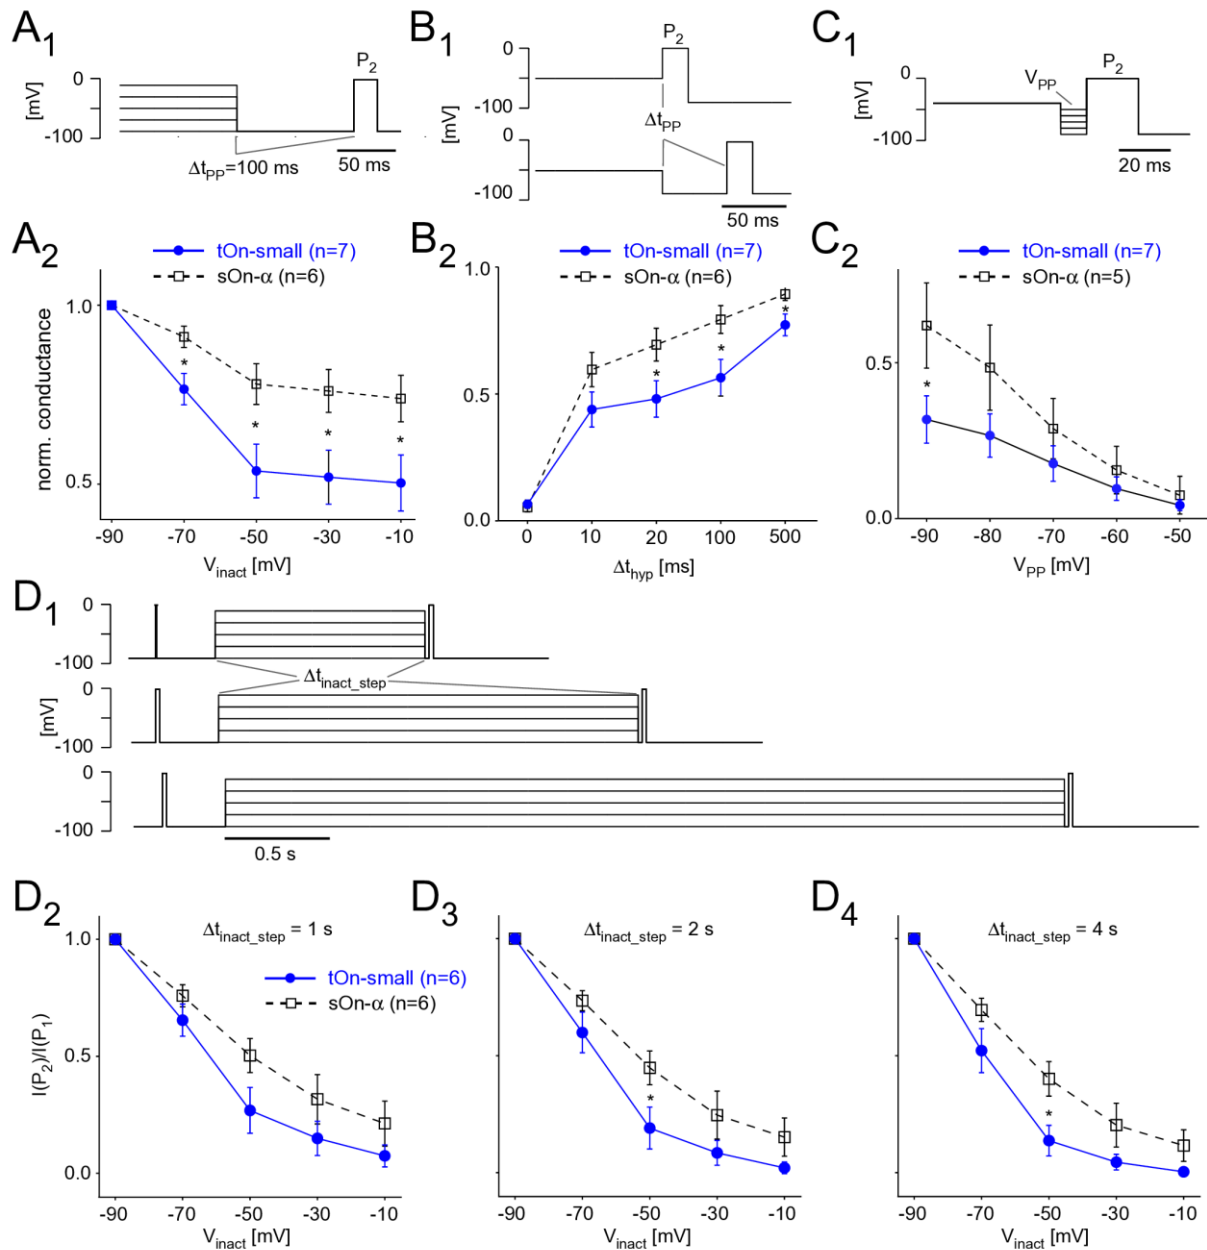 A1
B1
C1
P2
0
[mV]
-100
ΔtPP=100 ms
50 ms
P2
0
-100
[mV]
ΔtPP
0
-100
50 ms
VPP
P2
0
[mV]
-100
20 ms
A2
tOn-small (n=7)
sOn-α (n=6)
1.0
0.5
norm. conductance
* * * *
-90 -70 -50 -30 -10
Vinact [mV]
B2
tOn-small (n=7)
sOn-α (n=6)
1.0
0.5
0.0
* * *
0 10 20 100 500
Δthyp [ms]
C2
tOn-small (n=7)
sOn-α (n=5)
0.5
0.0
*
-90 -80 -70 -60 -50
VPP [mV]
D1
0
-100
Δtinact_step
0
-100
[mV]
0
-100
0.5 s
D2
Δtinact_step = 1 s
tOn-small (n=6)
sOn-α (n=6)
1.0
0.5
0.0
I(P2)/I(P1)
-90 -70 -50 -30 -10
Vinact [mV]
D3
Δtinact_step = 2 s
*
-90 -70 -50 -30 -10
Vinact [mV]
D4
Δtinact_step = 4 s
*
-90 -70 -50 -30 -10
Vinact [mV]